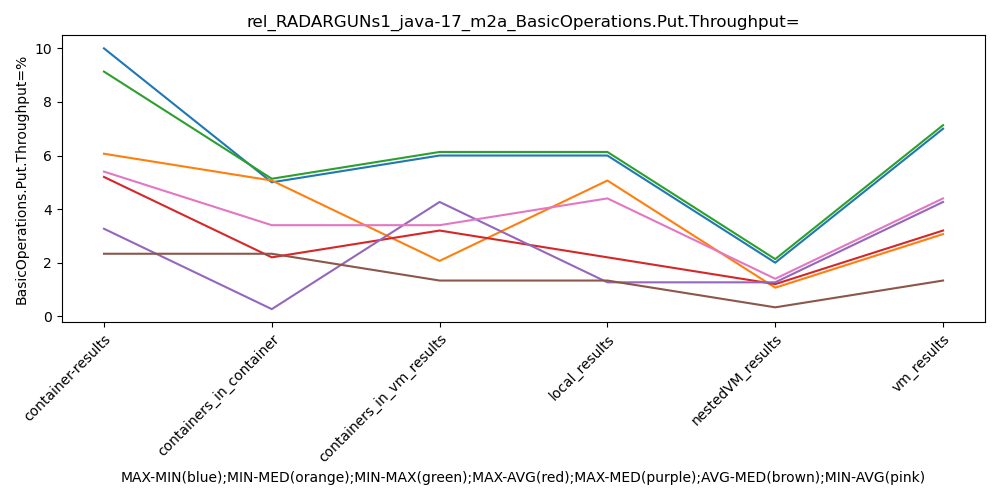 rel_RADARGUNs1_java-17_m2a_BasicOperations.Put.Throughput=
BasicOperations.Put.Throughput=%
10
8
6
4
2
0
container-results
containers_in_container
containers_in_vm_results
local_results
nestedVM_results
vm_results
MAX-MIN(blue);MIN-MED(orange);MIN-MAX(green);MAX-AVG(red);MAX-MED(purple);AVG-MED(brown);MIN-AVG(pink)